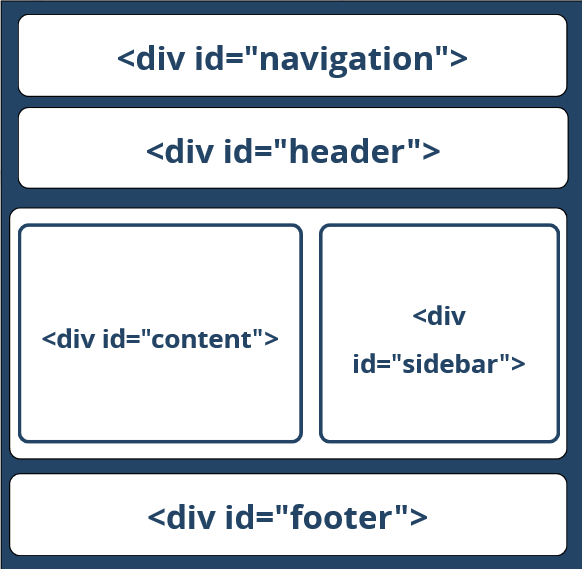 <div id="navigation">
<div id="header">
<div id="content">
<div
id="sidebar">
<div id="footer">